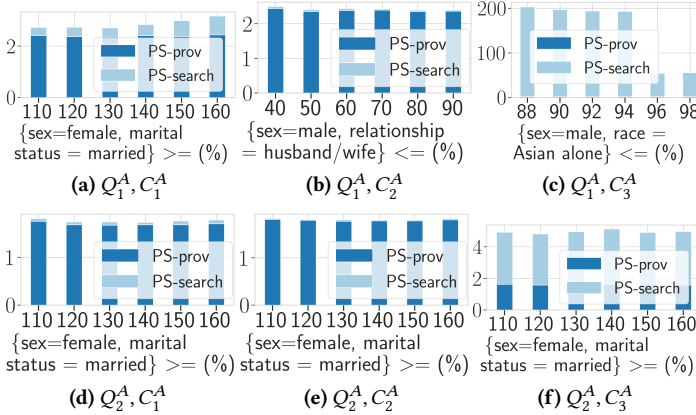 2
0
PS-prov
PS-search
110 120 130 140 150 160
{sex=female, marital
status = married} >= (%)
(a) Q₁ᴬ, C₁ᴬ
2
1
0
PS-prov
PS-search
40 50 60 70 80 90
{sex=male, relationship
= husband/wife} <= (%)
(b) Q₁ᴬ, C₂ᴬ
200
100
0
PS-prov
PS-search
88 90 92 94 96 98
{sex=male, race =
Asian alone} <= (%)
(c) Q₁ᴬ, C₃ᴬ
1
0
PS-prov
PS-search
110 120 130 140 150 160
{sex=female, marital
status = married} >= (%)
(d) Q₂ᴬ, C₁ᴬ
1
0
PS-prov
PS-search
110 120 130 140 150 160
{sex=female, marital
status = married} >= (%)
(e) Q₂ᴬ, C₂ᴬ
4
2
0
PS-prov
PS-search
110 120 130 140 150 160
{sex=female, marital
status = married} >= (%)
(f) Q₂ᴬ, C₃ᴬ